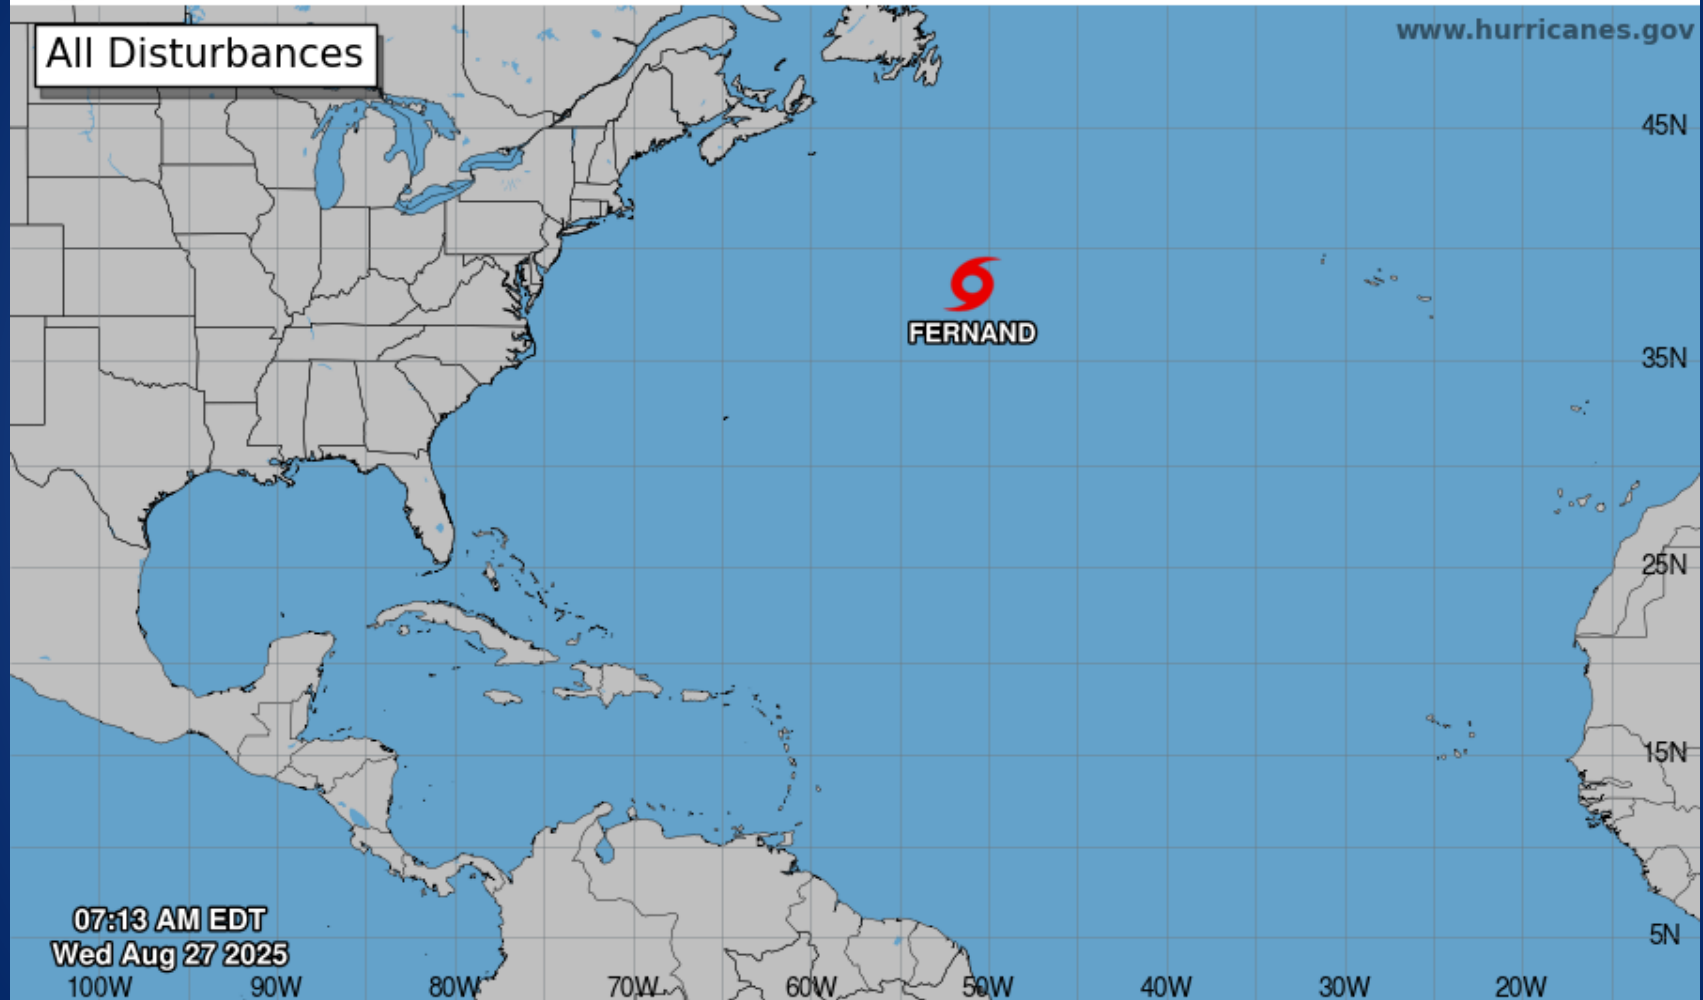 www.hurricanes.gov
All Disturbances
45N
FERNAND
35N
25N
15N
07:13 AM EDT
Wed Aug 27 2025
5N
100W 90W 80W 70W 60W 50W 40W 30W 20W